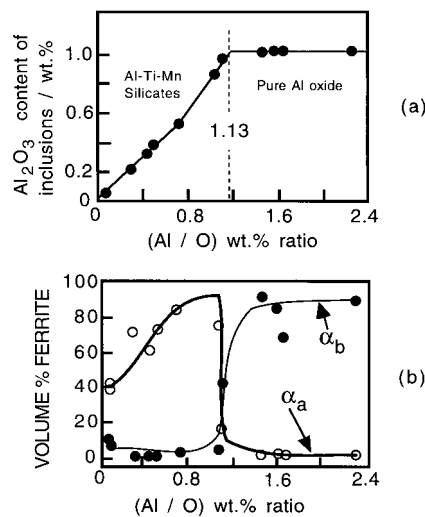 Al₂O₃ content of
inclusions / wt.%
1.0
0.6
0.2
0
Al-Ti-Mn
Silicates
Pure Al oxide
1.13
(a)
0 0.8 1.6 2.4
(Al / O) wt.% ratio
VOLUME % FERRITE
100
80
60
40
20
0
αb
αa
(b)
0 0.8 1.6 2.4
(Al / O) wt.% ratio